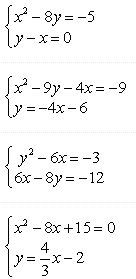 x² − 8y = −5
y − x = 0
x² − 9y − 4x = −9
y = −4x − 6
y² − 6x = −3
6x − 8y = −12
x² − 8x + 15 = 0
y = 4/3 x − 2